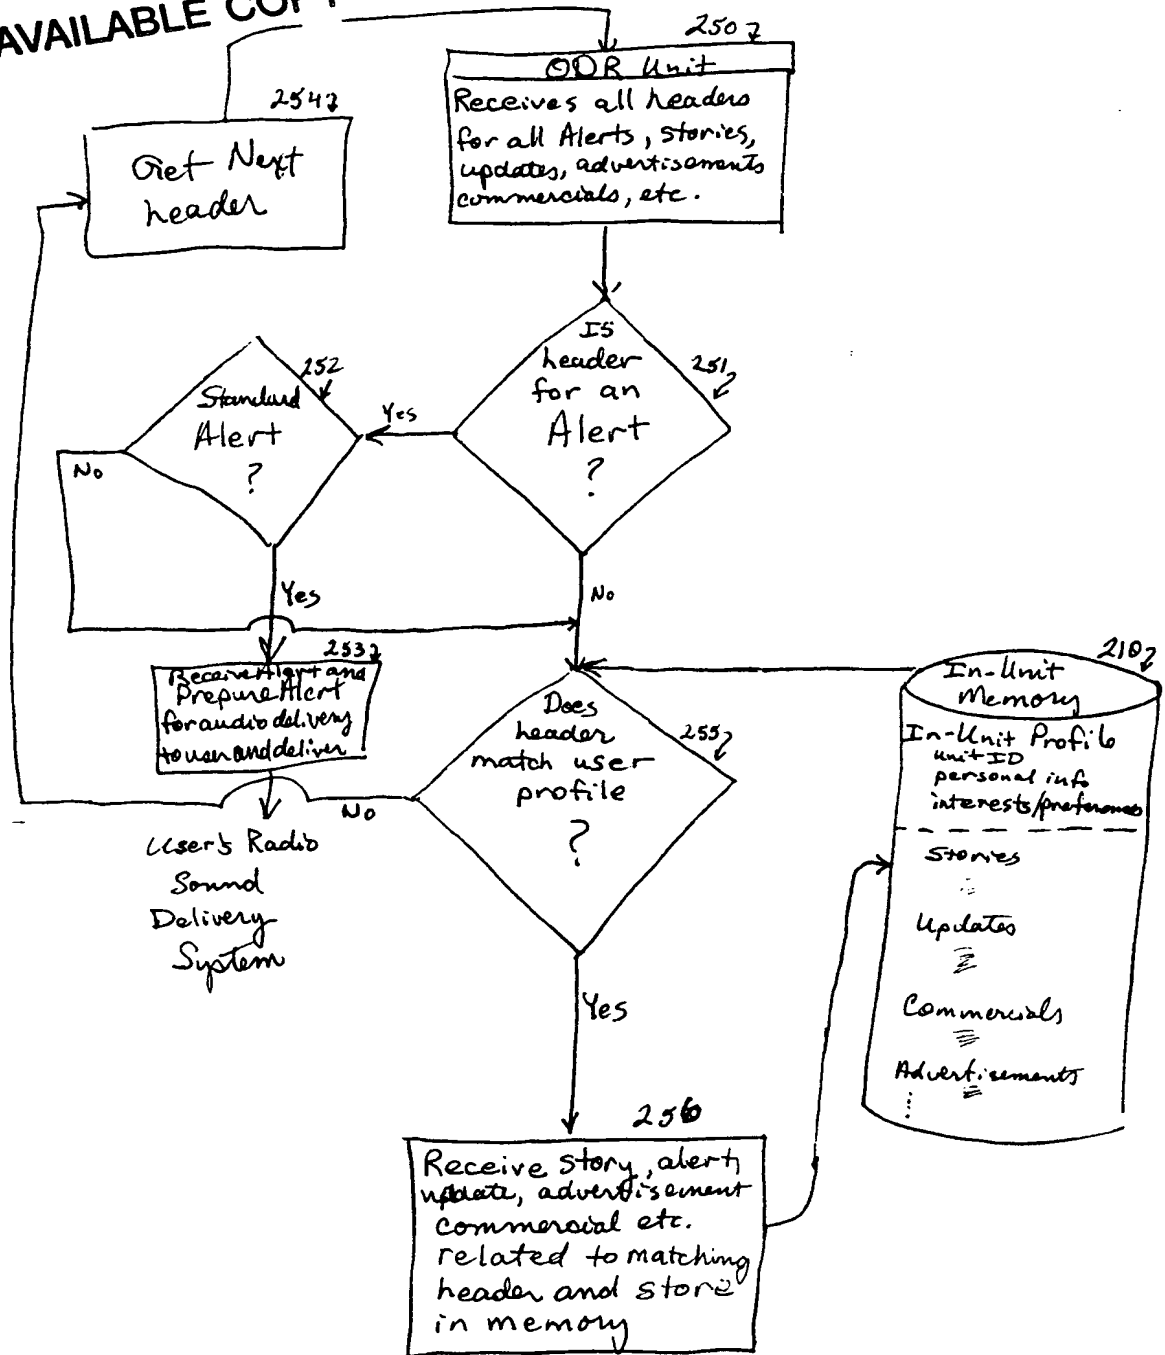 AVAILABLE COPY
2507
ODR Unit
Receives all headers
for all Alerts, stories,
updates, advertisements
commercials, etc.
254
Get Next
header
Is
header
for an
Alert
?
251
252
Standard
Alert
?
Yes
No
Yes
No
253
Receive Alert and
Prepare Alert
for audio delivery
to user and deliver
User's Radio
Sound
Delivery
System
Does
header
match user
profile
?
255
No
Yes
210
In-Unit
Memory
In-Unit Profile
unit ID
personal info
interests/preferences
Stories
Updates
Commercials
Advertisements
256
Receive story, alert,
update, advertisement
commercial etc.
related to matching
header and store
in memory